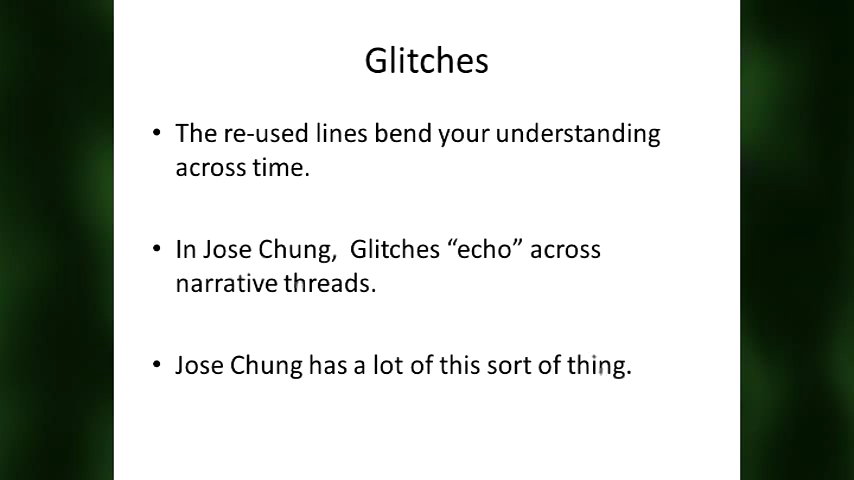 Glitches
• The re-used lines bend your understanding
across time.
• In Jose Chung,  Glitches “echo” across
narrative threads.
• Jose Chung has a lot of this sort of thing.